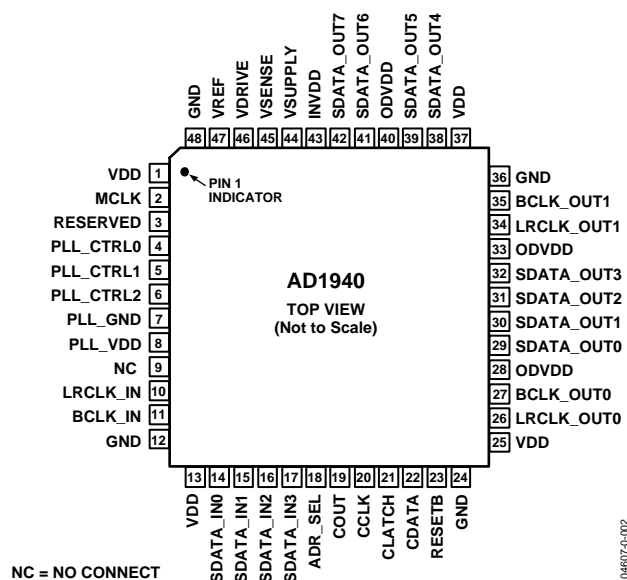 GND
VREF
VDRIVE
VSENSE
VSUPPLY
INVDD
SDATA_OUT7
SDATA_OUT6
ODVDD
SDATA_OUT5
SDATA_OUT4
VDD
48 47 46 45 44 43 42 41 40 39 38 37
VDD 1
MCLK 2
RESERVED 3
PLL_CTRL0 4
PLL_CTRL1 5
PLL_CTRL2 6
PLL_GND 7
PLL_VDD 8
NC 9
LRCLK_IN 10
BCLK_IN 11
GND 12
PIN 1
INDICATOR
AD1940
TOP VIEW
(Not to Scale)
36 GND
35 BCLK_OUT1
34 LRCLK_OUT1
33 ODVDD
32 SDATA_OUT3
31 SDATA_OUT2
30 SDATA_OUT1
29 SDATA_OUT0
28 ODVDD
27 BCLK_OUT0
26 LRCLK_OUT0
25 VDD
13 14 15 16 17 18 19 20 21 22 23 24
VDD
SDATA_IN0
SDATA_IN1
SDATA_IN2
SDATA_IN3
ADR_SEL
COUT
CCLK
CLATCH
CDATA
RESETB
GND
NC = NO CONNECT
04607-0-002